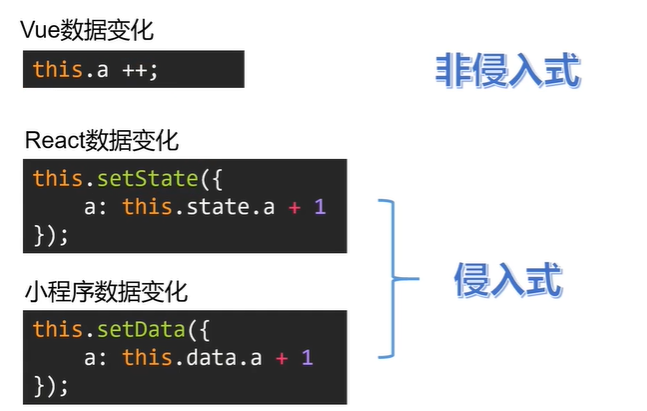 Vue数据变化
this.a ++;
非侵入式
React数据变化
this.setState({
    a: this.state.a + 1
});
侵入式
小程序数据变化
this.setData({
    a: this.data.a + 1
});